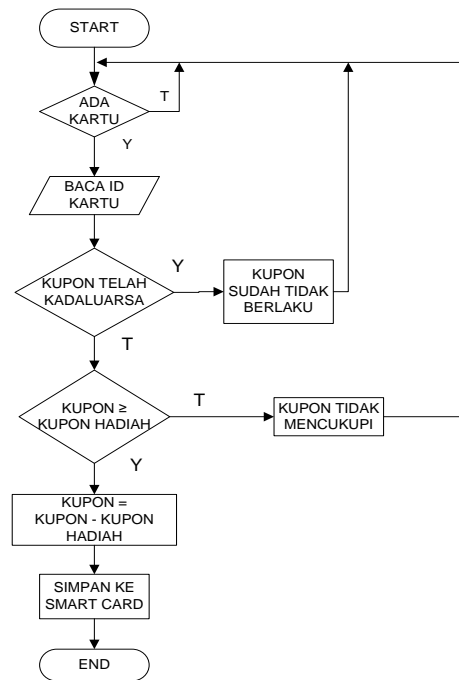 START
ADA
KARTU
T
Y
BACA ID
KARTU
KUPON TELAH
KADALUARSA
Y
KUPON
SUDAH TIDAK
BERLAKU
T
KUPON ≥
KUPON HADIAH
T
KUPON TIDAK
MENCUKUPI
Y
KUPON =
KUPON - KUPON
HADIAH
SIMPAN KE
SMART CARD
END